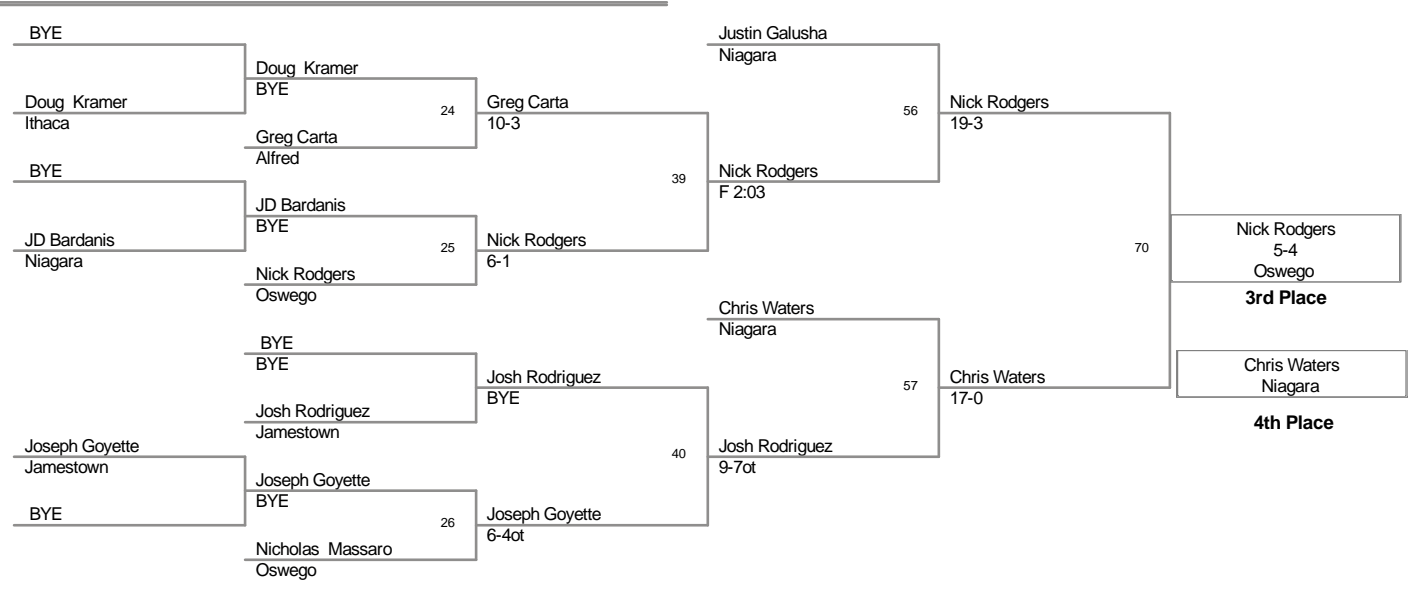 BYE
Doug Kramer
Ithaca
BYE
JD Bardanis
Niagara
Joseph Goyette
Jamestown
BYE
Doug Kramer
BYE
24
Greg Carta
Alfred
JD Bardanis
BYE
25
Nick Rodgers
Oswego
BYE
BYE
Josh Rodriguez
Jamestown
Joseph Goyette
BYE
26
Nicholas Massaro
Oswego
Greg Carta
10-3
39
Nick Rodgers
6-1
Josh Rodriguez
BYE
40
Joseph Goyette
6-4ot
Justin Galusha
Niagara
56
Nick Rodgers
F 2:03
Chris Waters
Niagara
57
Josh Rodriguez
9-7ot
Nick Rodgers
19-3
70
Chris Waters
17-0
Nick Rodgers
5-4
Oswego
3rd Place
Chris Waters
Niagara
4th Place